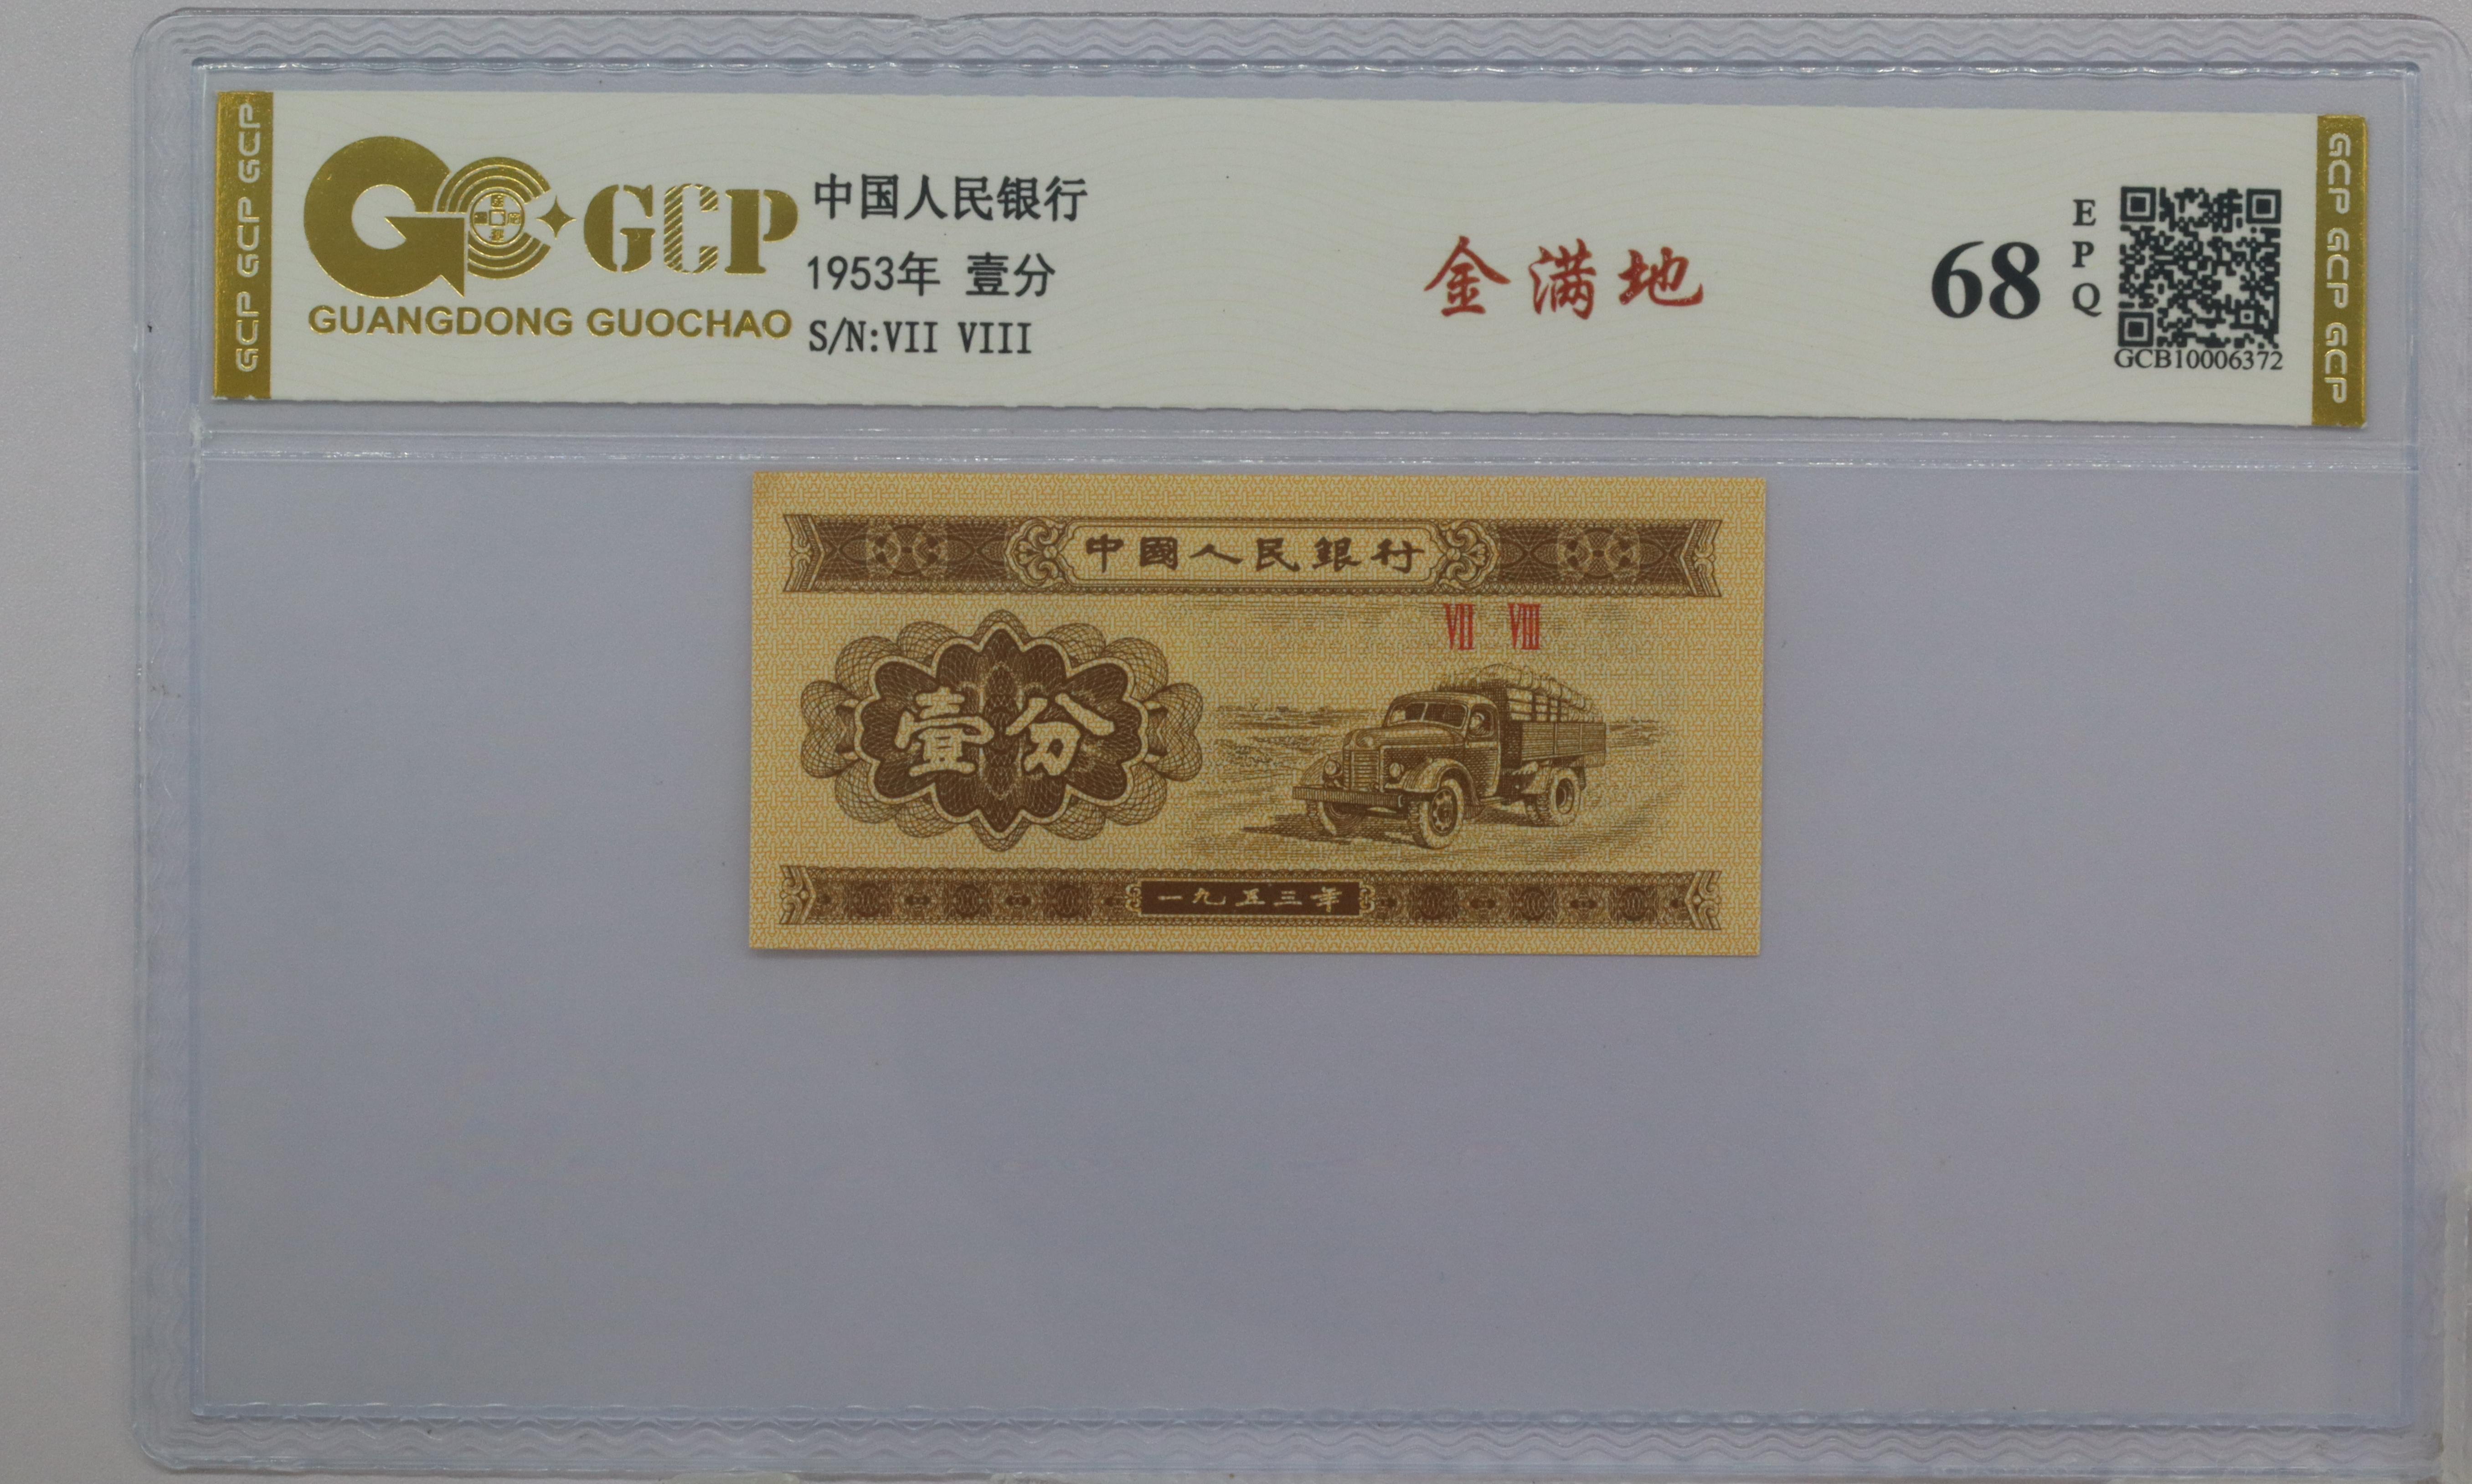 GCP GCP GCP
GCP
GUANGDONG GUOCHAO
中国人民银行
1953年 壹分
S/N:VII VIII
金满地
68
EPQ
GCB10006372
GCP GCP GCP
中國人民銀行
VII VIII
壹分
一九五三年